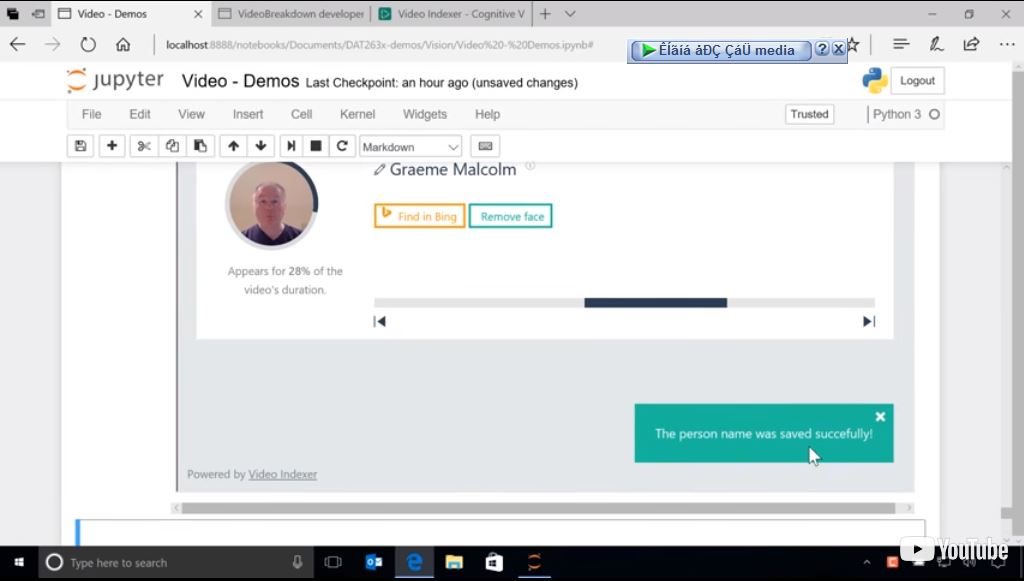 Video - Demos
VideoBreakdown developer
Video Indexer - Cognitive V
localhost:8888/notebooks/Documents/DAT263x-demos/Vision/Video%20-%20Demos.ipynb#
ÊÍãíá åÐÇ ÇáÜ media
?
X
jupyter
Video - Demos Last Checkpoint: an hour ago (unsaved changes)
Logout
File Edit View Insert Cell Kernel Widgets Help
Trusted
Python 3
Markdown
Graeme Malcolm
Find in Bing
Remove face
Appears for 28% of the
video's duration.
The person name was saved succefully!
Powered by Video Indexer
Type here to search
YouTube